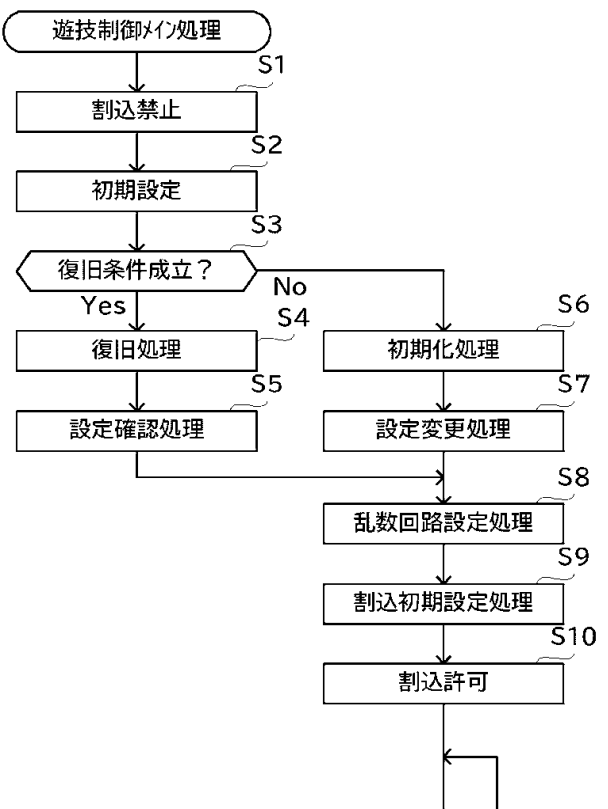 遊技制御ﾒｲﾝ処理
S1
割込禁止
S2
初期設定
S3
復旧条件成立？
Yes
No
S4
復旧処理
S5
設定確認処理
S6
初期化処理
S7
設定変更処理
S8
乱数回路設定処理
S9
割込初期設定処理
S10
割込許可